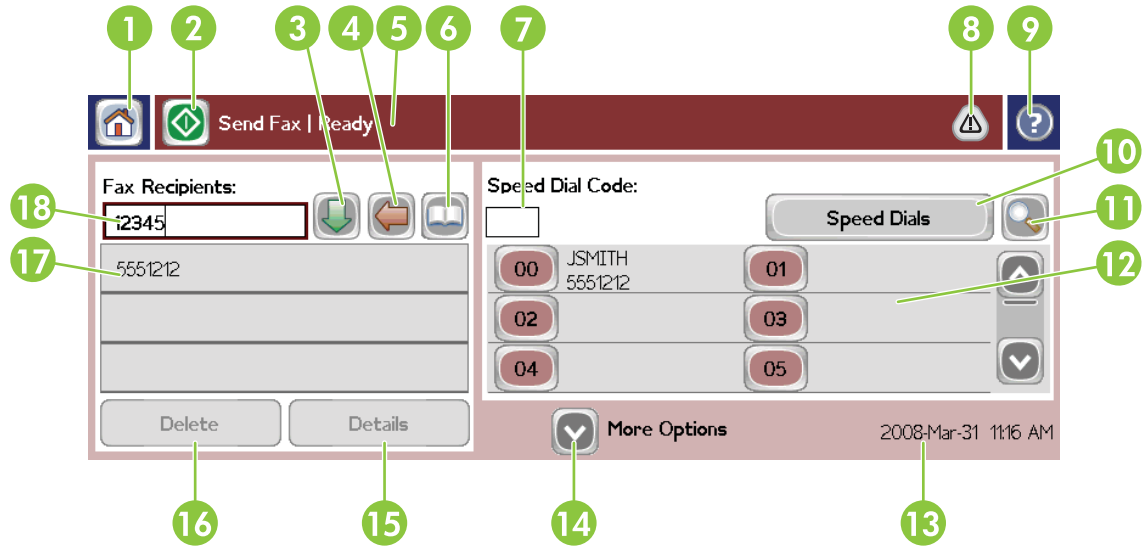 1 2 3 4 5 6 7 8 9
Send Fax | Ready
10
Fax Recipients:
Speed Dial Code:
11
18
12345
Speed Dials
17
5551212
00 JSMITH 01
5551212
12
02 03
04 05
Delete Details
More Options
2008-Mar-31 11:16 AM
16 15 14 13